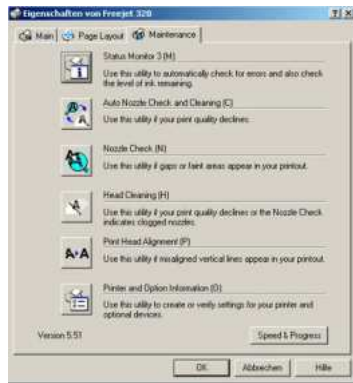 Eigenschaften von Freejet 320
Main Page Layout Maintenance
Status Monitor 3 (M)
Use this utility to automatically check for errors and also check
the level of ink remaining.
Auto Nozzle Check and Cleaning (C)
Use this utility if your print quality declines.
Nozzle Check (N)
Use this utility if gaps or faint areas appear in your printout.
Head Cleaning (H)
Use this utility if your print quality declines or the Nozzle Check
indicates clogged nozzles.
Print Head Alignment (P)
Use this utility if misaligned vertical lines appear in your printout.
A A
Printer and Option Information (O)
Use this utility to create or verify settings for your printer and
optional devices.
Version 5.51
Speed & Progress
OK Abbrechen Hilfe